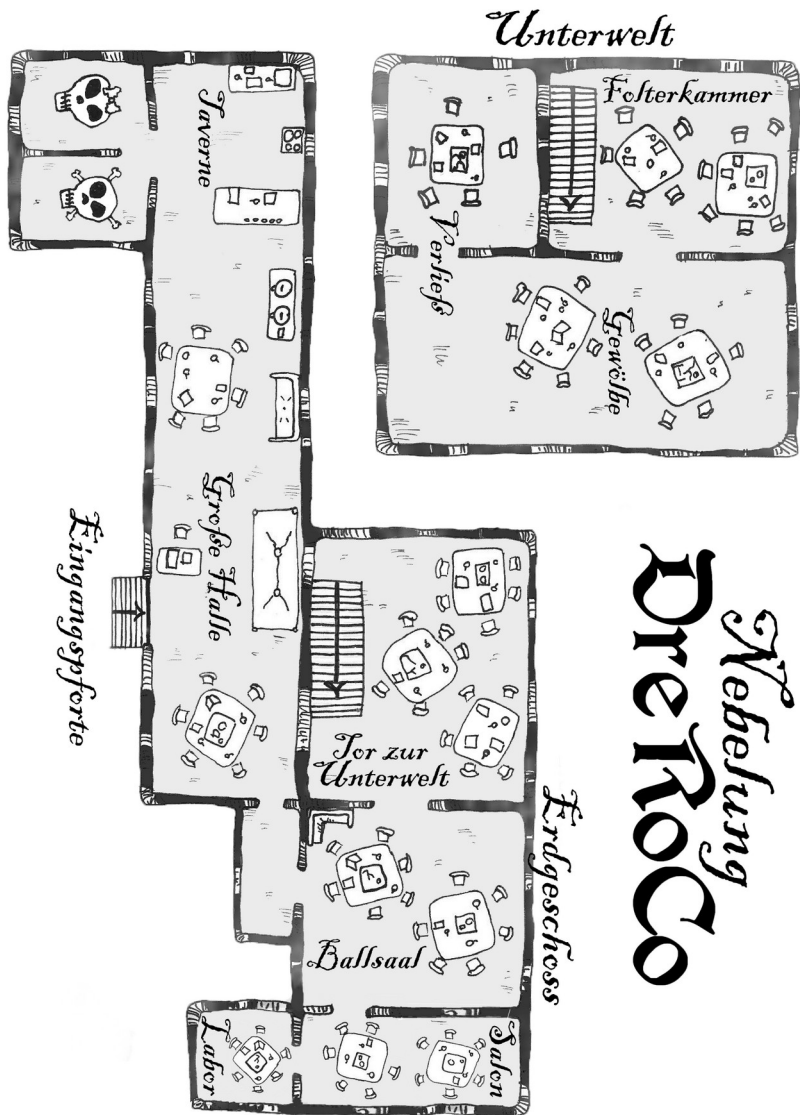 Unterwelt
Folterkammer
Taverne
Verließ
Gewölbe
Große Halle
Eingangspforte
Nebelung
DreRoCo
Tor zur
Unterwelt
Erdgeschoss
Ballsaal
Labor
Salon